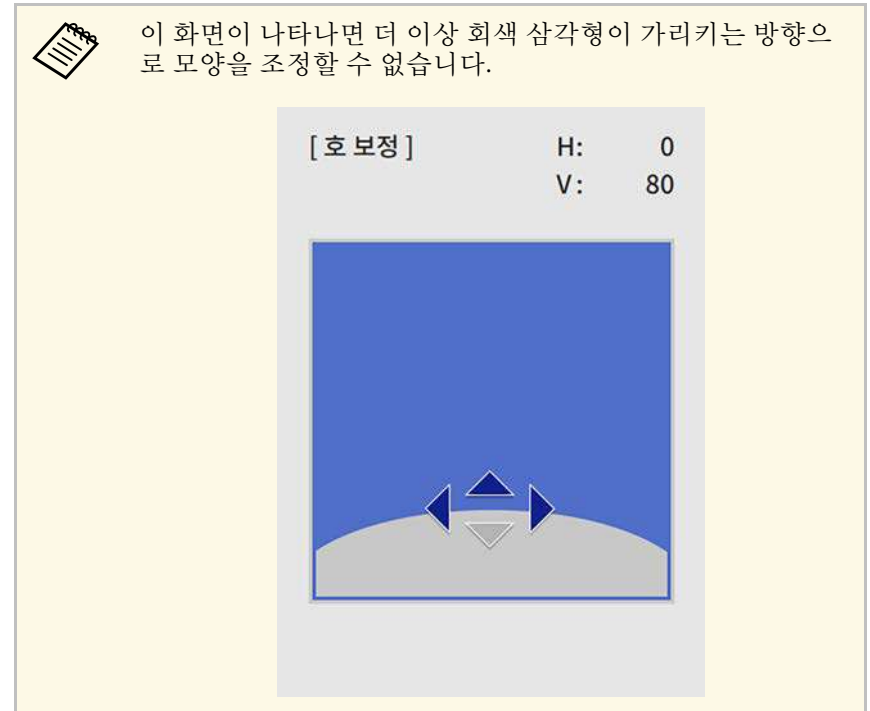 이 화면이 나타나면 더 이상 회색 삼각형이 가리키는 방향으
로 모양을 조정할 수 없습니다.
[ 호 보정 ] H: 0
V: 80